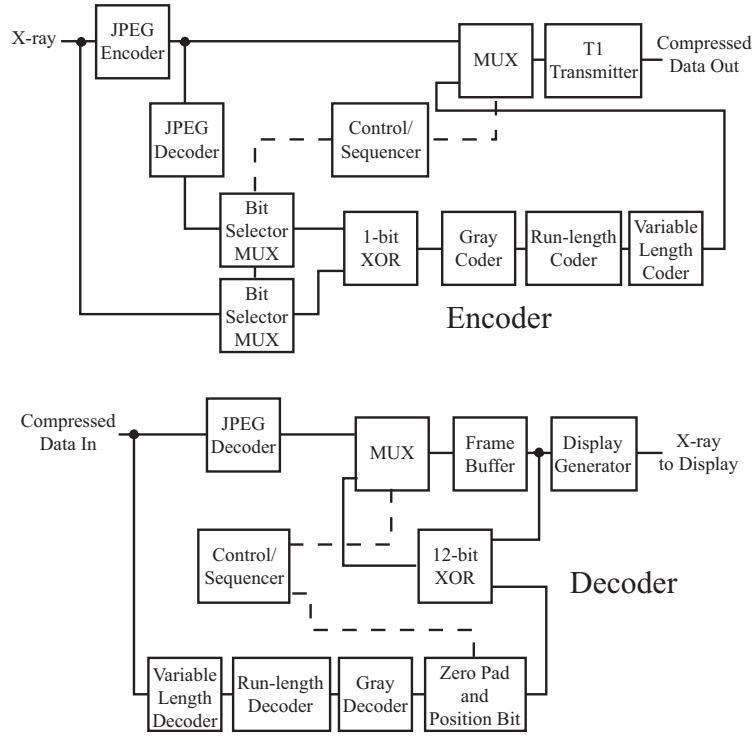 X-ray
JPEG
Encoder
MUX
T1
Transmitter
Compressed
Data Out
JPEG
Decoder
Control/
Sequencer
Bit
Selector
MUX
1-bit
XOR
Gray
Coder
Run-length
Coder
Variable
Length
Coder
Bit
Selector
MUX
Encoder
Compressed
Data In
JPEG
Decoder
MUX
Frame
Buffer
Display
Generator
X-ray
to Display
Control/
Sequencer
12-bit
XOR
Decoder
Variable
Length
Decoder
Run-length
Decoder
Gray
Decoder
Zero Pad
and
Position Bit